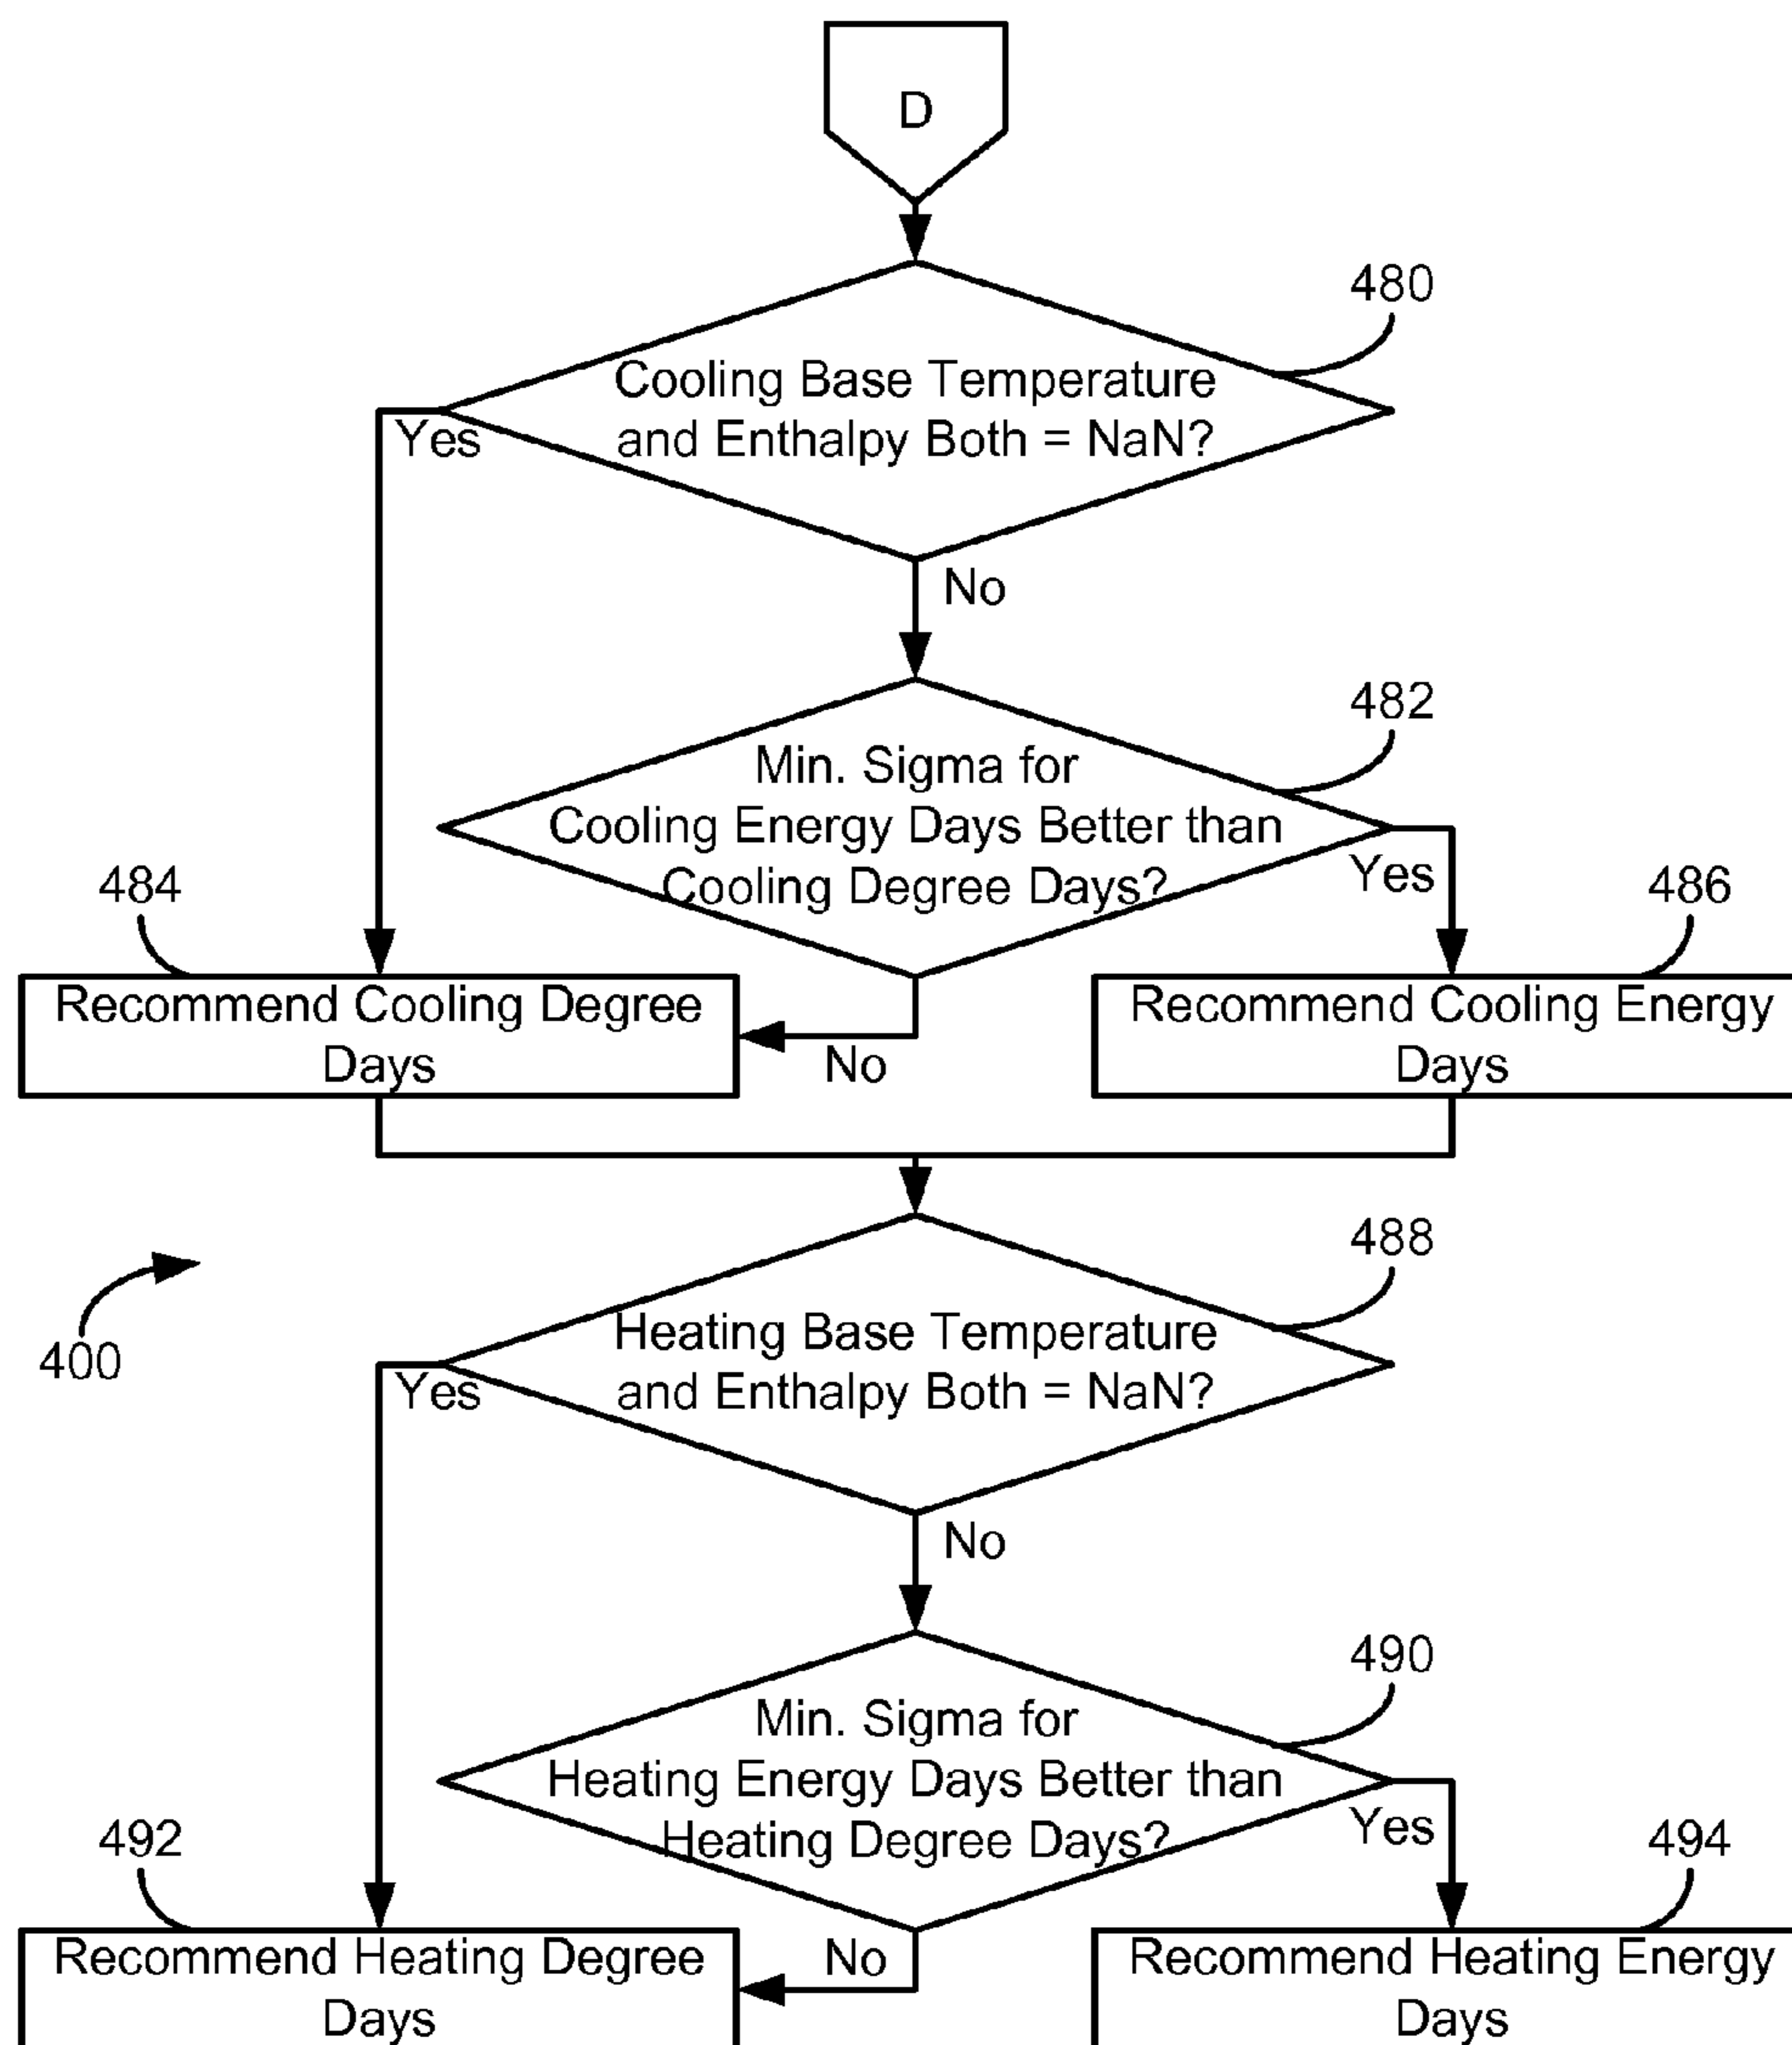 D
480
Cooling Base Temperature
and Enthalpy Both = NaN?
Yes
No
482
Min. Sigma for
Cooling Energy Days Better than
Cooling Degree Days?
Yes
484
486
Recommend Cooling Degree
Days
No
Recommend Cooling Energy
Days
488
Heating Base Temperature
and Enthalpy Both = NaN?
400
Yes
No
490
Min. Sigma for
Heating Energy Days Better than
Heating Degree Days?
Yes
492
494
Recommend Heating Degree
Days
No
Recommend Heating Energy
Days